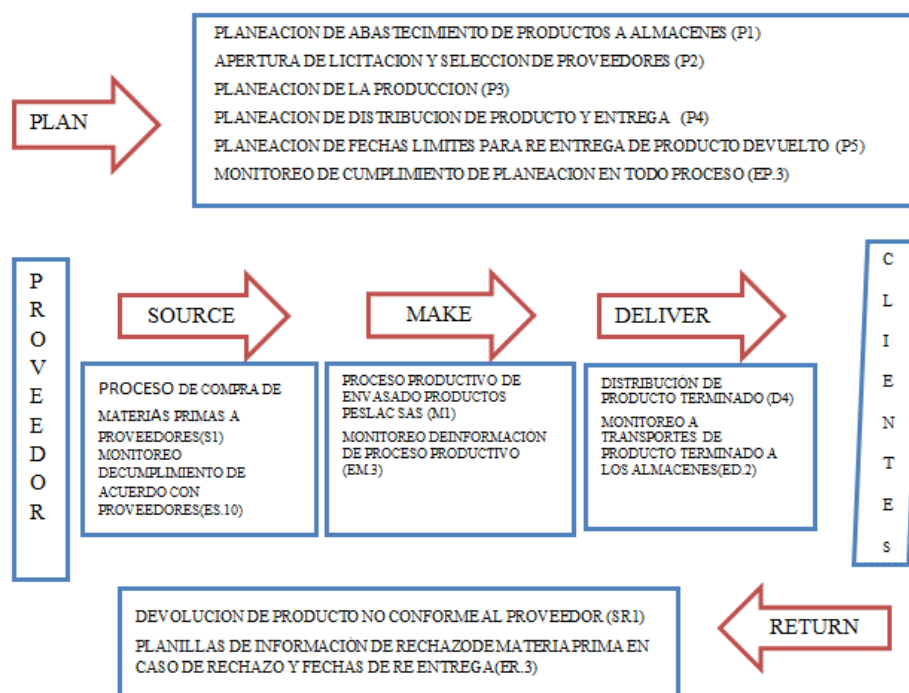 PLANEACION DE ABASTECIMIENTO DE PRODUCTOS A ALMACENES (P1)
APERTURA DE LICITACION Y SELECCION DE PROVEEDORES (P2)
PLANEACION DE LA PRODUCCION (P3)
PLANEACION DE DISTRIBUCION DE PRODUCTO Y ENTREGA (P4)
PLANEACION DE FECHAS LIMITES PARA RE ENTREGA DE PRODUCTO DEVUELTO (P5)
MONITOREO DE CUMPLIMIENTO DE PLANEACION EN TODO PROCESO (EP.3)
PLAN
PROVEEDOR
SOURCE
MAKE
DELIVER
CLIENTES
PROCESO DE COMPRA DE
MATERIAS PRIMAS A
PROVEEDORES(S1)
MONITOREO
DECUMPLIMIENTO DE
ACUERDO CON
PROVEEDORES(ES.10)
PROCESO PRODUCTIVO DE
ENVASADO PRODUCTOS
PESLAC SAS (M1)
MONITOREO DEINFORMACIÓN
DE PROCESO PRODUCTIVO
(EM.3)
DISTRIBUCIÓN DE
PRODUCTO TERMINADO (D4)
MONITOREO A
TRANSPORTES DE
PRODUCTO TERMINADO A
LOS ALMACENES(ED.2)
DEVOLUCION DE PRODUCTO NO CONFORME AL PROVEEDOR (SR1)
PLANILLAS DE INFORMACIÓN DE RECHAZODE MATERIA PRIMA EN
CASO DE RECHAZO Y FECHAS DE RE ENTREGA(ER.3)
RETURN